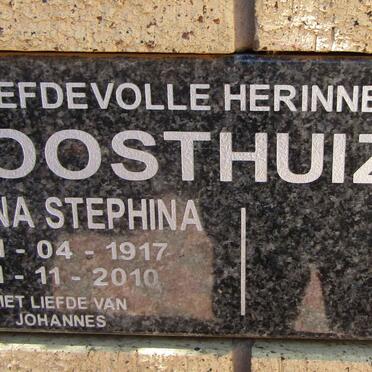 EFDEVOLLE HERINNE
OOSTHUIZ
NA STEPHINA
1 - 04 - 1917
1 - 11 - 2010
MET LIEFDE VAN
JOHANNES